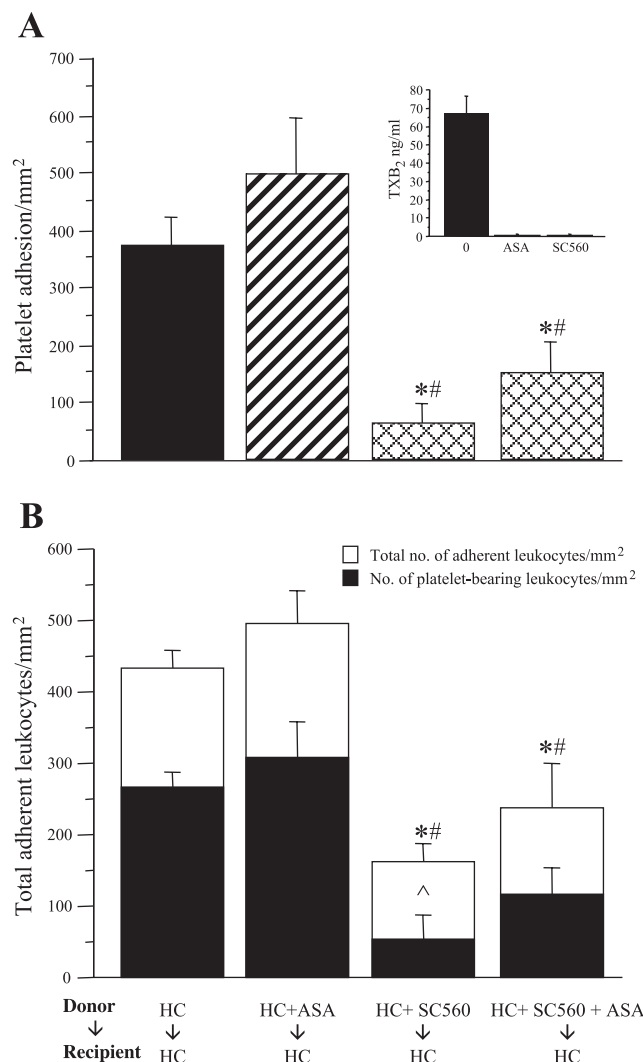 A
Platelet adhesion/mm²
700
600
500
400
300
200
100
0
*#
*#
TXB₂ ng/ml
80
70
60
50
40
30
20
10
0
0 ASA SC560
B
Total adherent leukocytes/mm²
600
500
400
300
200
100
0
Total no. of adherent leukocytes/mm²
No. of platelet-bearing leukocytes/mm²
*#
^
*#
Donor HC HC+ASA HC+ SC560 HC+ SC560 + ASA
↓ ↓ ↓ ↓ ↓
Recipient HC HC HC HC